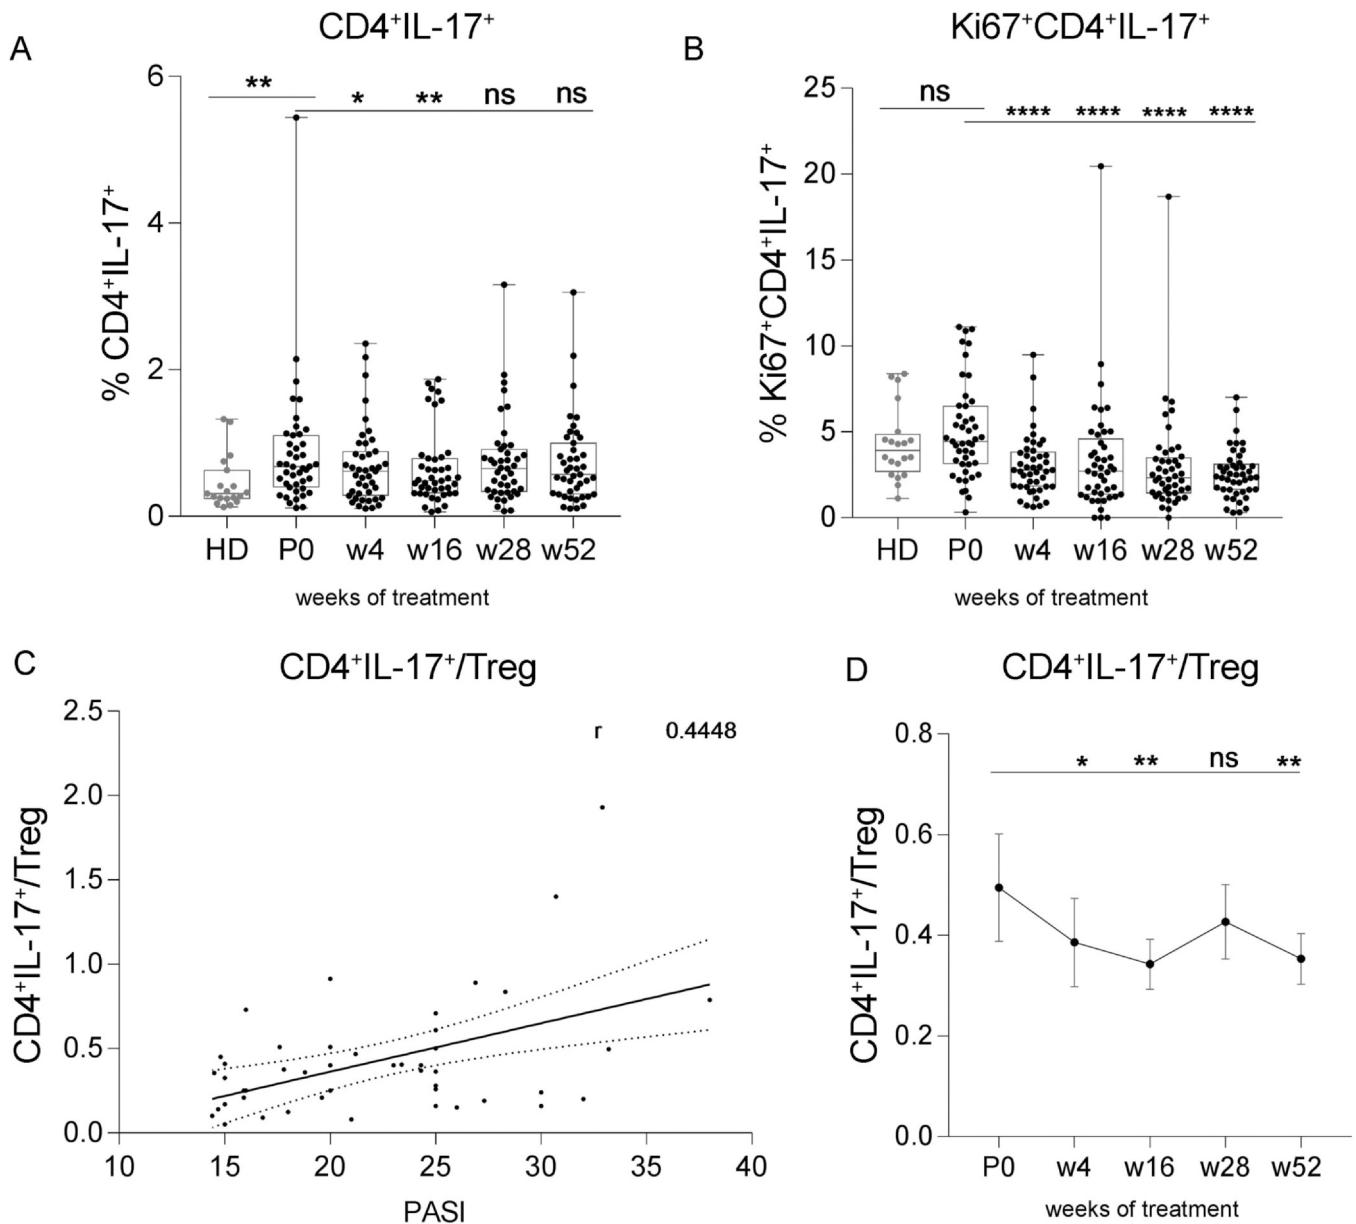 A
CD4⁺IL-17⁺
% CD4⁺IL-17⁺
6
4
2
0
**
*
**
ns
ns
HD P0 w4 w16 w28 w52
weeks of treatment
B
Ki67⁺CD4⁺IL-17⁺
% Ki67⁺CD4⁺IL-17⁺
25
20
15
10
5
0
ns
****
****
****
****
HD P0 w4 w16 w28 w52
weeks of treatment
C
CD4⁺IL-17⁺/Treg
CD4⁺IL-17⁺/Treg
r 0.4448
2.5
2.0
1.5
1.0
0.5
0.0
10 15 20 25 30 35 40
PASI
D
CD4⁺IL-17⁺/Treg
CD4⁺IL-17⁺/Treg
0.8
0.6
0.4
0.2
0.0
*
**
ns
**
P0 w4 w16 w28 w52
weeks of treatment